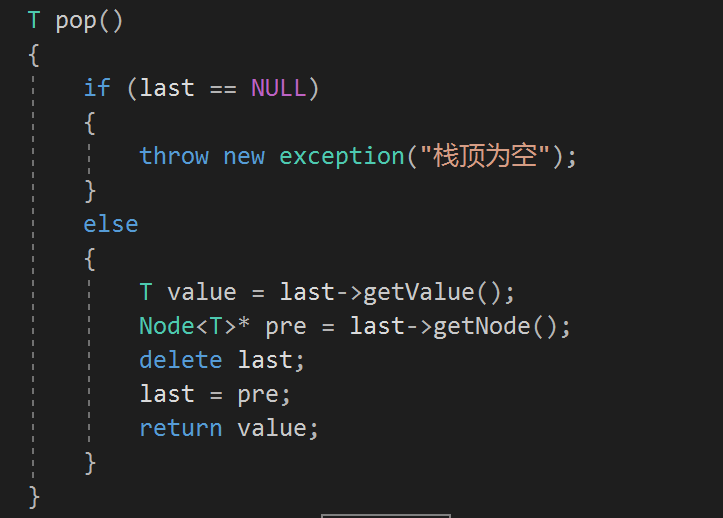 T pop()
{
if (last == NULL)
{
throw new exception("栈顶为空");
}
else
{
T value = last->getValue();
Node<T>* pre = last->getNode();
delete last;
last = pre;
return value;
}
}